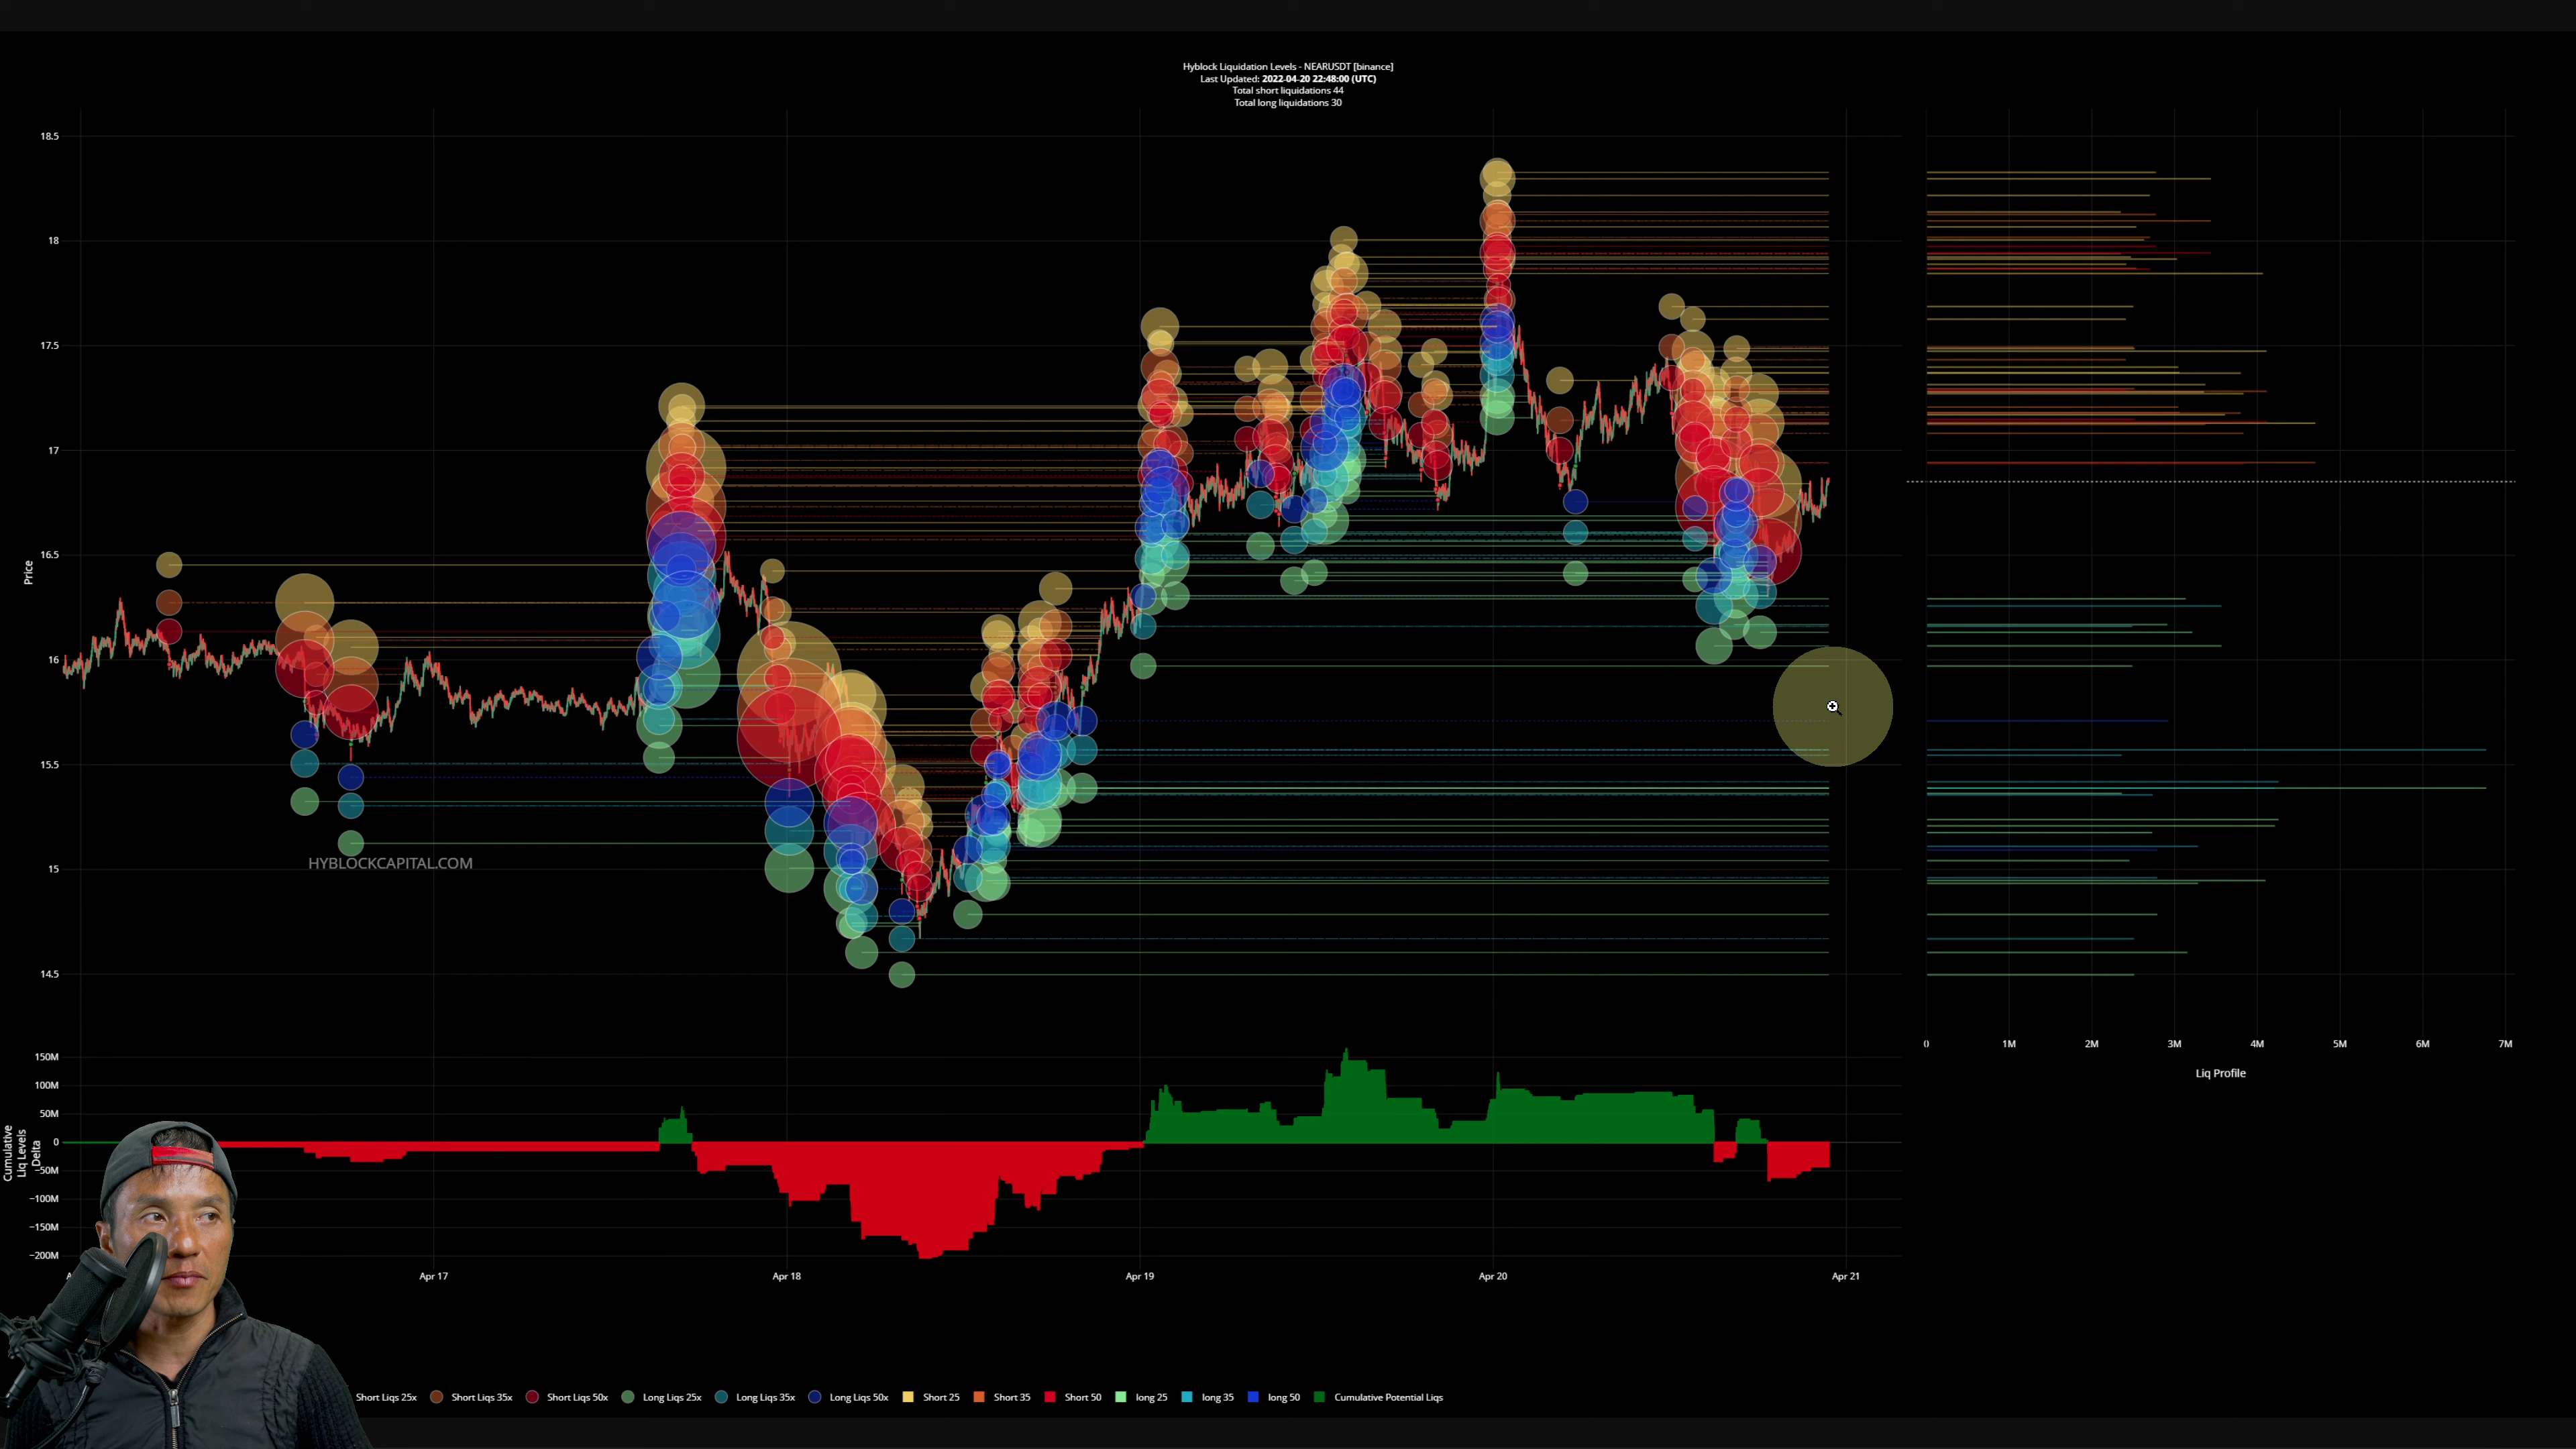 Hyblock Liquidation Levels - NEARUSDT [binance]
Last Updated: 2022-04-20 22:48:00 (UTC)
Total short liquidations 44
Total long liquidations 30
18.5
18
17.5
17
16.5
16
15.5
15
14.5
Price
HYBLOCKCAPITAL.COM
0 1M 2M 3M 4M 5M 6M 7M
Liq Profile
150M
100M
50M
0
−50M
−100M
−150M
−200M
Cumulative
Liq Levels
Delta
Apr 17 Apr 18 Apr 19 Apr 20 Apr 21
Short Liqs 25x Short Liqs 35x Short Liqs 50x Long Liqs 25x Long Liqs 35x Long Liqs 50x Short 25 Short 35 Short 50 long 25 long 35 long 50 Cumulative Potential Liqs